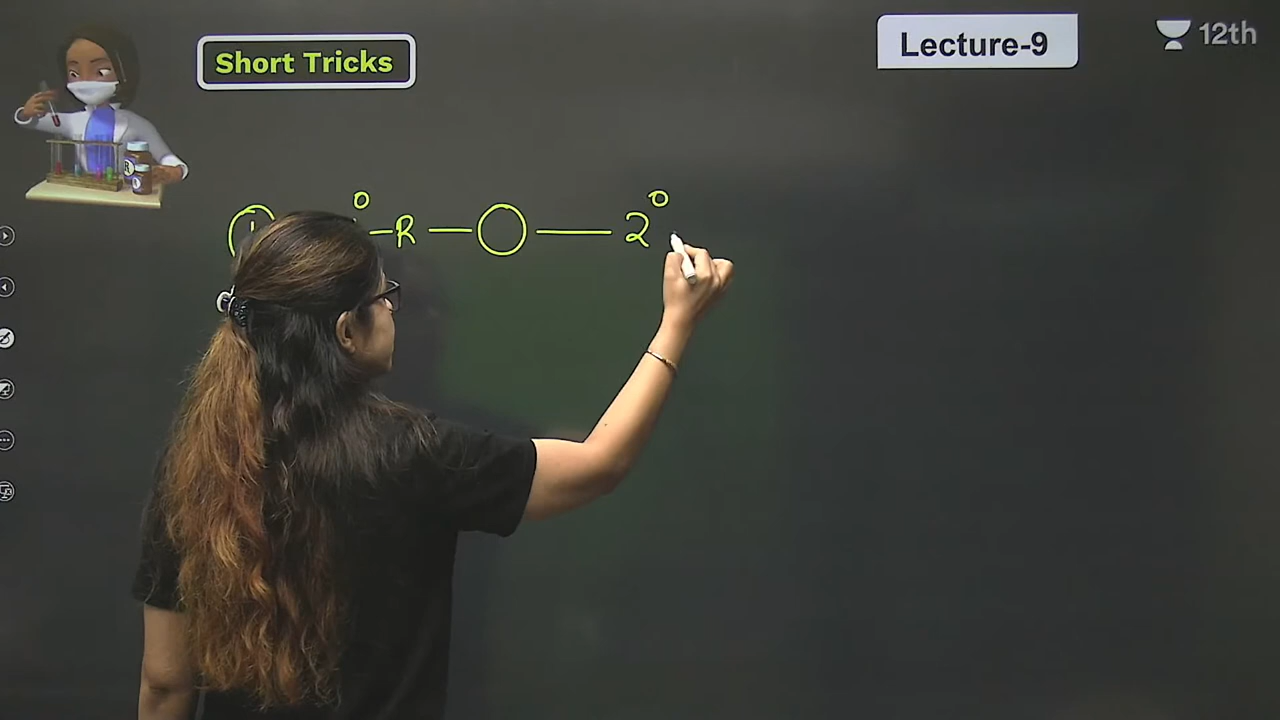 Short Tricks
Lecture-9
12th
° – R — O — 2°